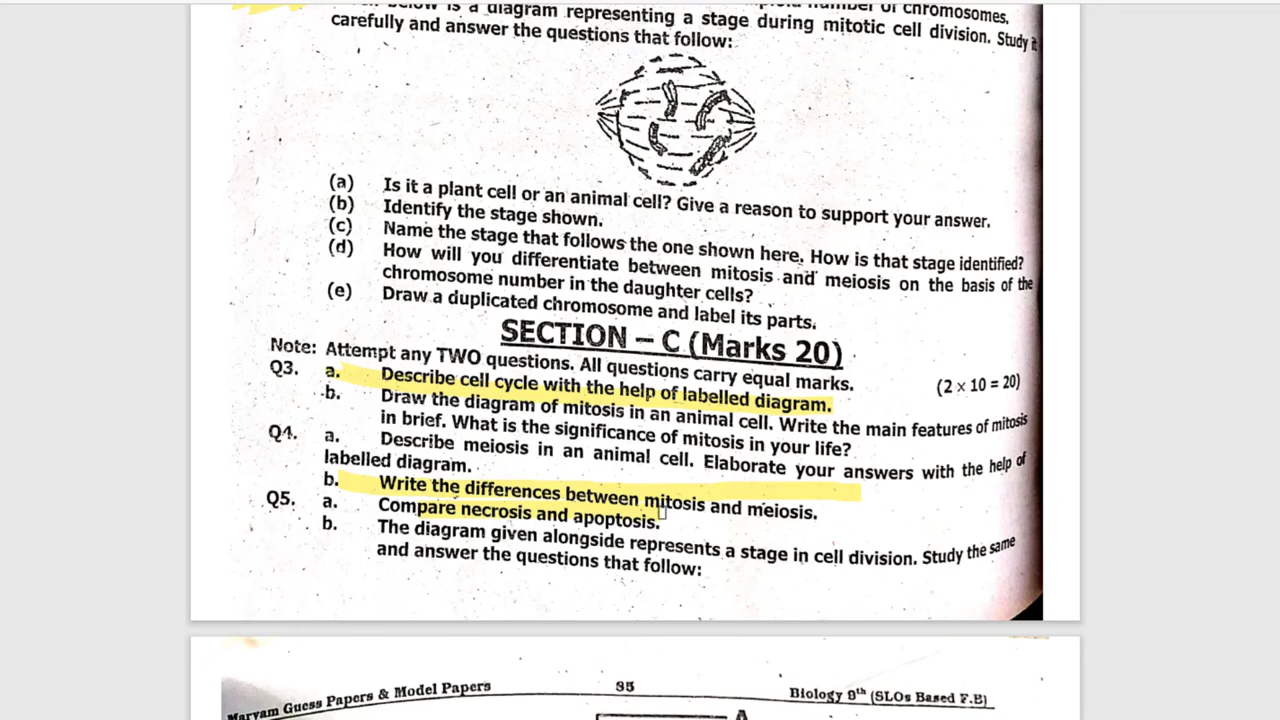 is a diagram representing a stage during mitotic cell division. Study it
number of chromosomes.
carefully and answer the questions that follow:
(a) Is it a plant cell or an animal cell? Give a reason to support your answer.
(b) Identify the stage shown.
(c) Name the stage that follows the one shown here. How is that stage identified?
(d) How will you differentiate between mitosis and meiosis on the basis of the
chromosome number in the daughter cells?
(e) Draw a duplicated chromosome and label its parts.
SECTION – C (Marks 20)
Note: Attempt any TWO questions. All questions carry equal marks. (2 × 10 = 20)
Q3. a. Describe cell cycle with the help of labelled diagram.
b. Draw the diagram of mitosis in an animal cell. Write the main features of mitosis
in brief. What is the significance of mitosis in your life?
Q4. a. Describe meiosis in an animal cell. Elaborate your answers with the help of
labelled diagram.
b. Write the differences between mitosis and meiosis.
Q5. a. Compare necrosis and apoptosis.
b. The diagram given alongside represents a stage in cell division. Study the same
and answer the questions that follow:
Maryam Guess Papers & Model Papers 95 Biology 9th (SLOs Based F.B)
A